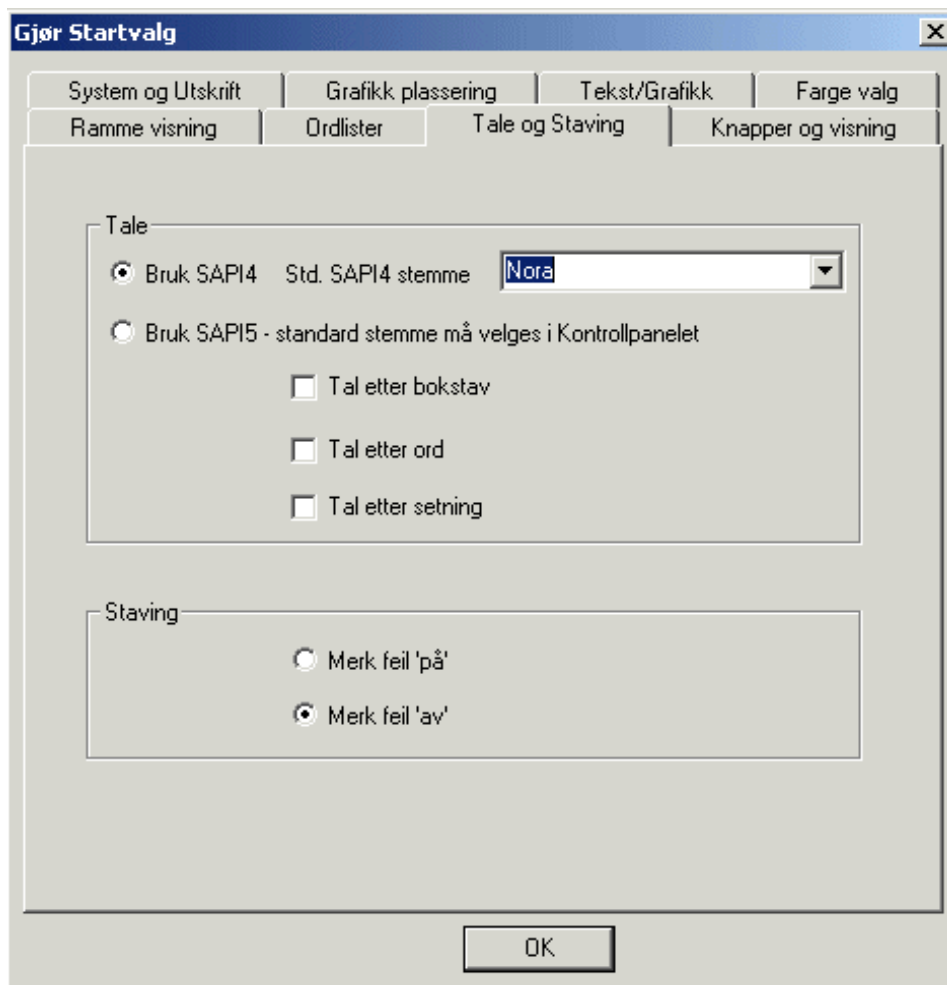 Gjør Startvalg
System og Utskrift Grafikk plassering Tekst/Grafikk Farge valg
Ramme visning Ordlister Tale og Staving Knapper og visning
Tale
Bruk SAPI4 Std. SAPI4 stemme Nora
Bruk SAPI5 - standard stemme må velges i Kontrollpanelet
Tal etter bokstav
Tal etter ord
Tal etter setning
Staving
Merk feil 'på'
Merk feil 'av'
OK